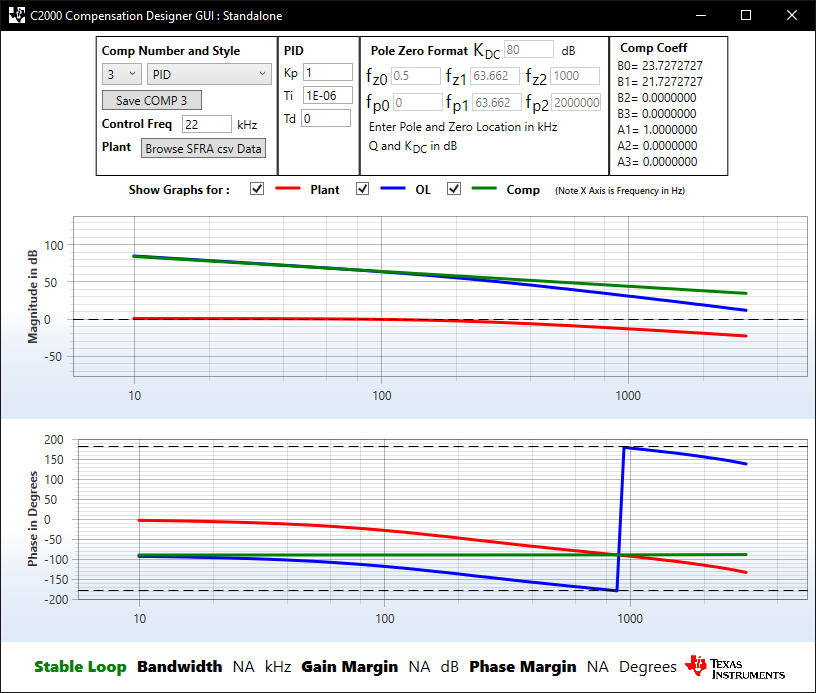 C2000 Compensation Designer GUI : Standalone
Comp Number and Style
3 PID
Save COMP 3
Control Freq 22 kHz
Plant Browse SFRA csv Data
PID
Kp 1
Ti 1E-06
Td 0
Pole Zero Format KDC 80 dB
fz0 0.5 fz1 63.662 fz2 1000
fp0 0 fp1 63.662 fp2 2000000
Enter Pole and Zero Location in kHz
Q and KDC in dB
Comp Coeff
B0= 23.7272727
B1= 21.7272727
B2= 0.0000000
B3= 0.0000000
A1= 1.0000000
A2= 0.0000000
A3= 0.0000000
Show Graphs for : Plant OL Comp (Note X Axis is Frequency in Hz)
Magnitude in dB
100
50
0
-50
10 100 1000
Phase in Degrees
200
150
100
50
0
-50
-100
-150
-200
10 100 1000
Stable Loop Bandwidth NA kHz Gain Margin NA dB Phase Margin NA Degrees
TEXAS
INSTRUMENTS